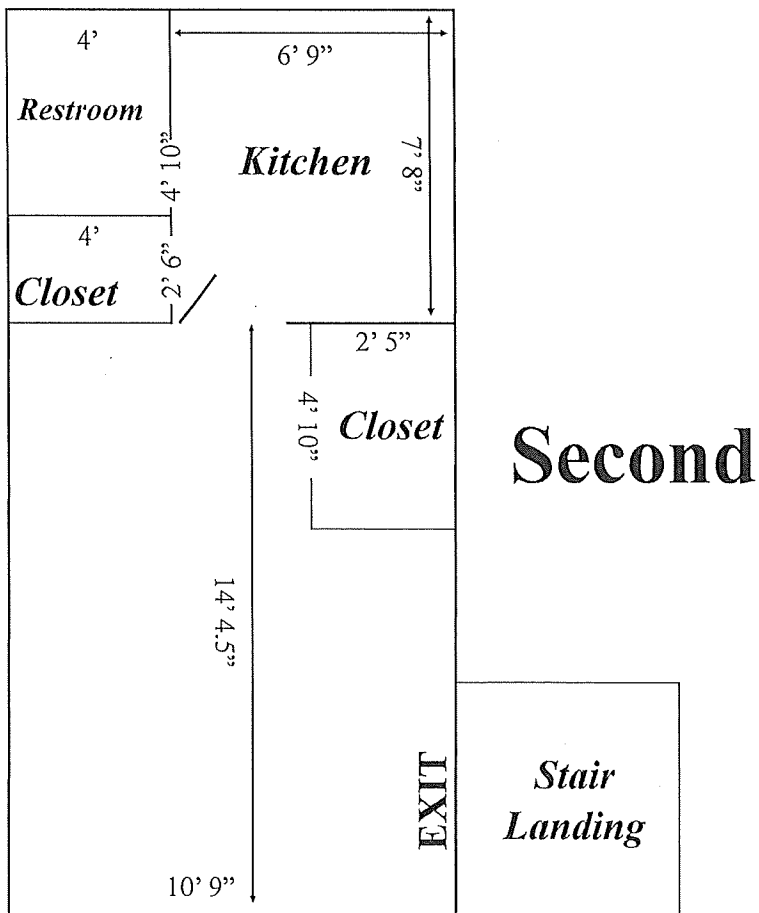 4’
6’ 9”
Restroom
4’ 10”
Kitchen
7’ 8”
4’
2’ 6”
Closet
2’ 5”
4’ 10”
Closet
Second
14’ 4.5”
EXIT
Stair
Landing
10’ 9”